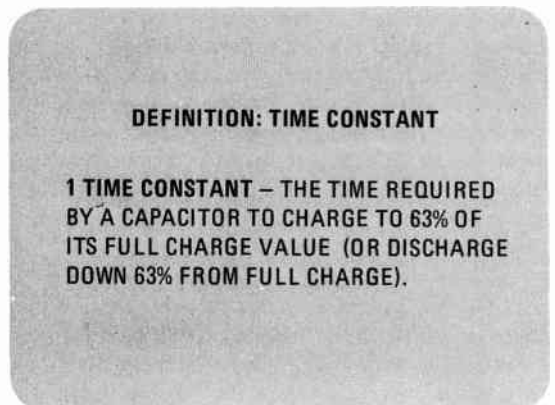 DEFINITION: TIME CONSTANT
1 TIME CONSTANT – THE TIME REQUIRED
BY A CAPACITOR TO CHARGE TO 63% OF
ITS FULL CHARGE VALUE (OR DISCHARGE
DOWN 63% FROM FULL CHARGE).